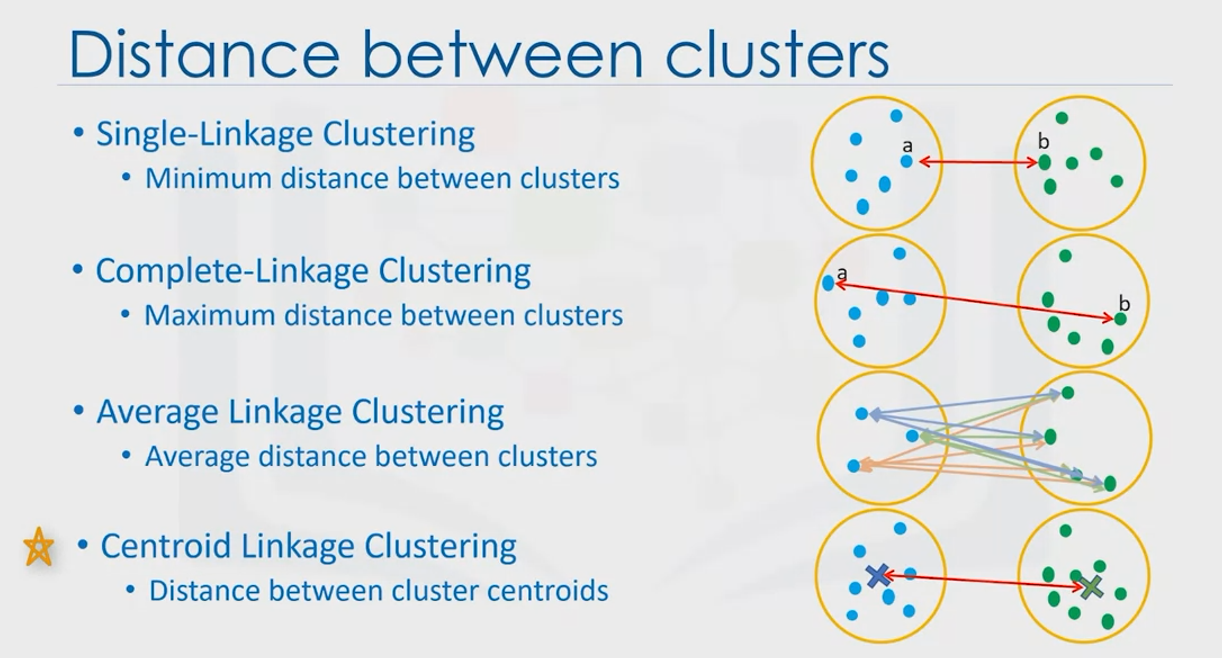 Distance between clusters
• Single-Linkage Clustering
• Minimum distance between clusters
a
b
• Complete-Linkage Clustering
• Maximum distance between clusters
a
b
• Average Linkage Clustering
• Average distance between clusters
• Centroid Linkage Clustering
• Distance between cluster centroids